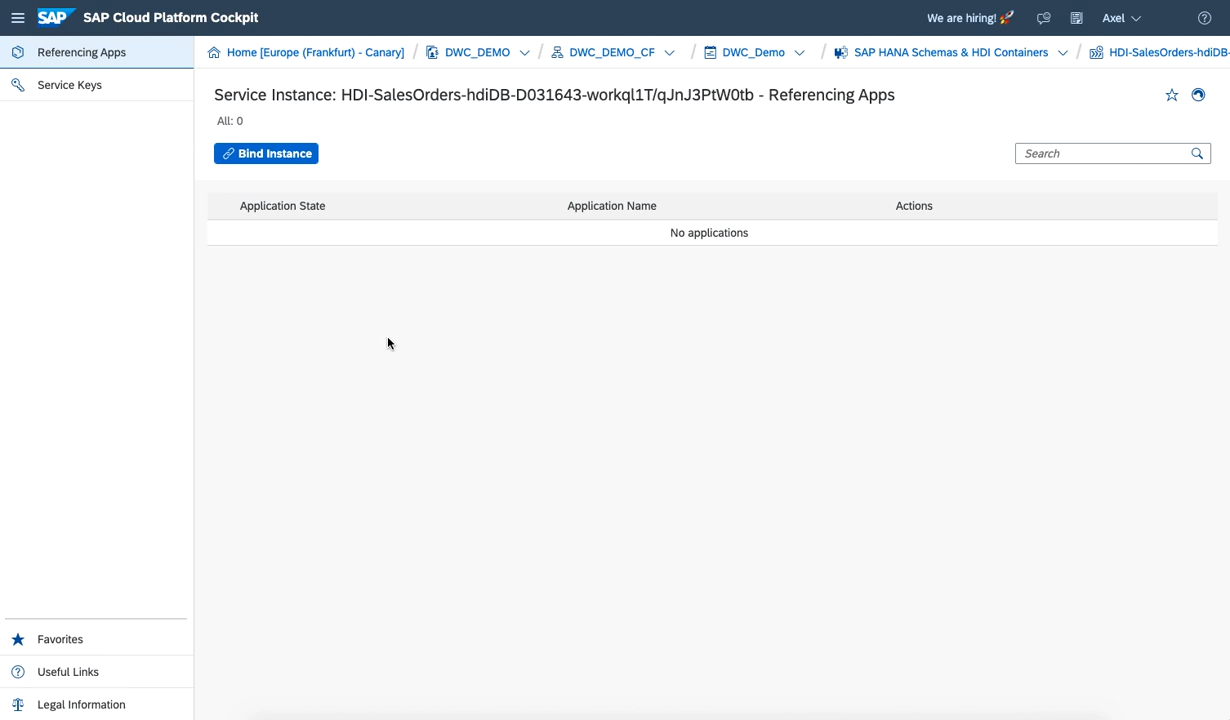 SAP SAP Cloud Platform Cockpit We are hiring! 🚀 Axel
Referencing Apps
Service Keys
Home [Europe (Frankfurt) - Canary] / DWC_DEMO / DWC_DEMO_CF / DWC_Demo / SAP HANA Schemas & HDI Containers / HDI-SalesOrders-hdiDB-
Service Instance: HDI-SalesOrders-hdiDB-D031643-workql1T/qJnJ3PtW0tb - Referencing Apps
All: 0
Bind Instance
Search
Application State Application Name Actions
No applications
Favorites
Useful Links
Legal Information